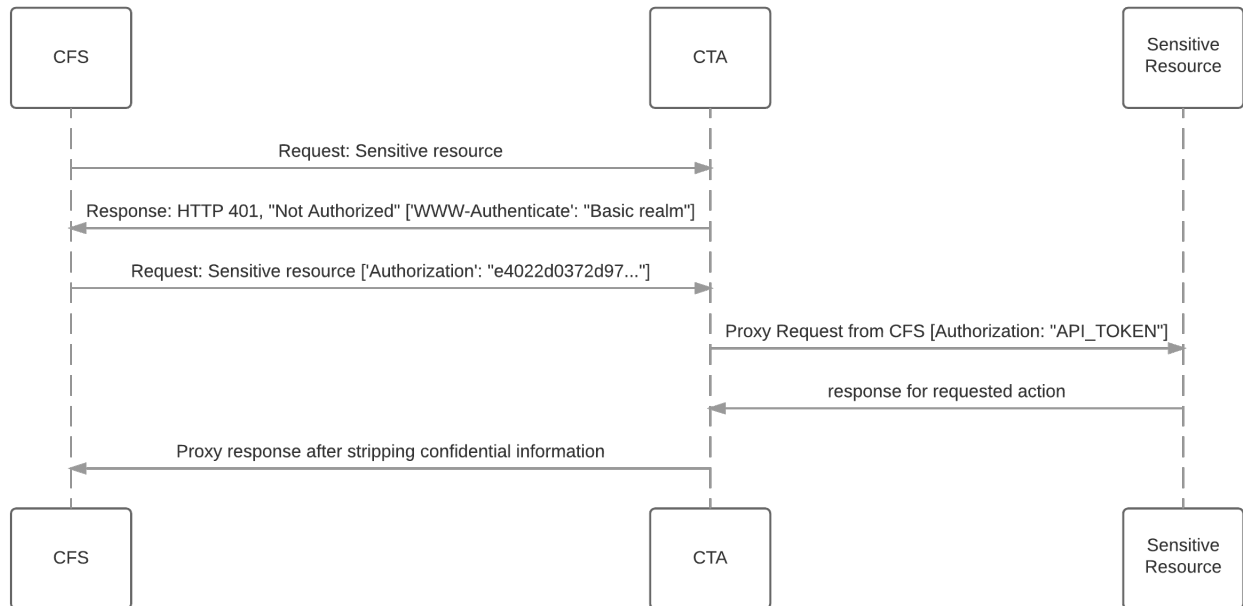 CFS
CTA
Sensitive
Resource
Request: Sensitive resource
Response: HTTP 401, "Not Authorized" ['WWW-Authenticate': "Basic realm"]
Request: Sensitive resource ['Authorization': "e4022d0372d97..."]
Proxy Request from CFS [Authorization: "API_TOKEN"]
response for requested action
Proxy response after stripping confidential information
CFS
CTA
Sensitive
Resource